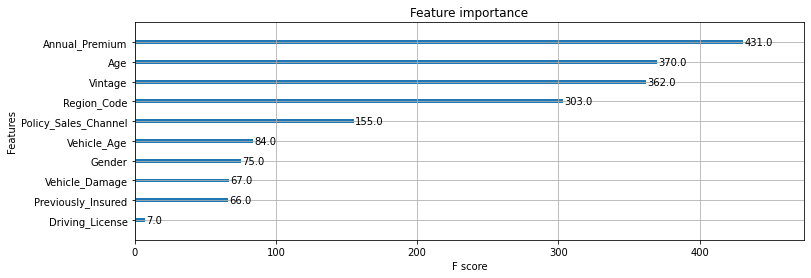 Feature importance
Features
Annual_Premium 431.0
Age 370.0
Vintage 362.0
Region_Code 303.0
Policy_Sales_Channel 155.0
Vehicle_Age 84.0
Gender 75.0
Vehicle_Damage 67.0
Previously_Insured 66.0
Driving_License 7.0
0 100 200 300 400
F score